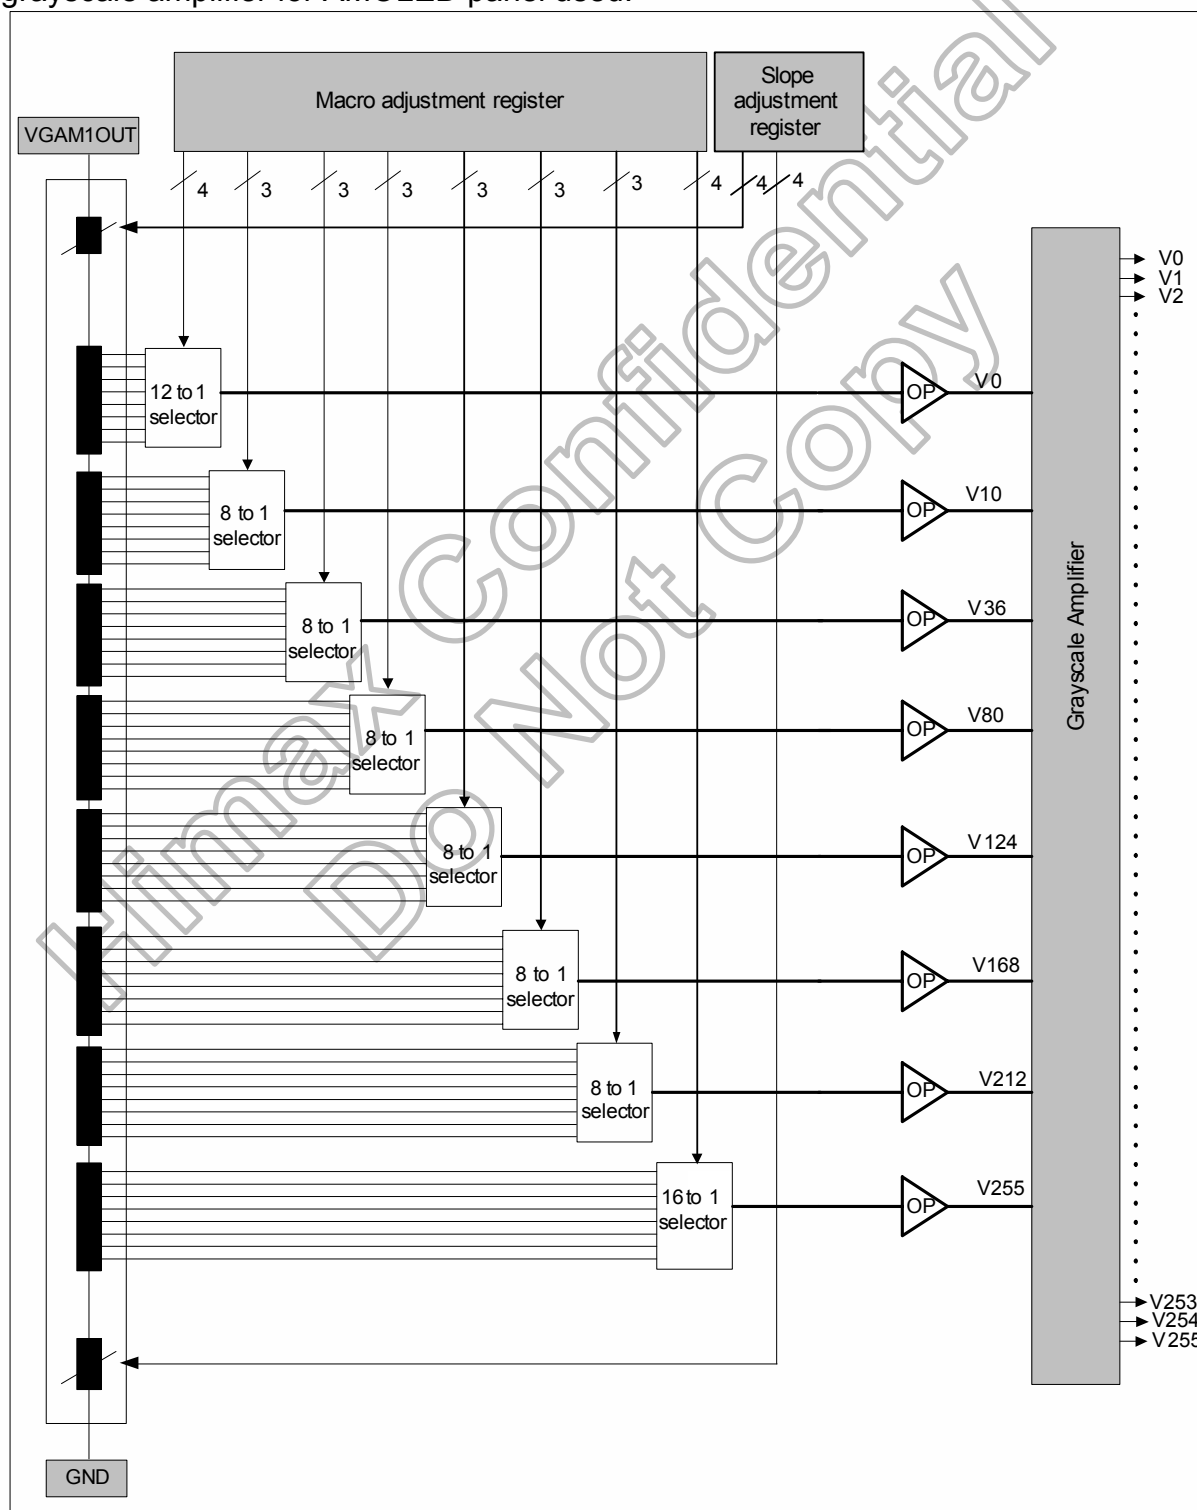 grayscale amplifier for AMOLED panel used.
Macro adjustment register
Slope
adjustment
register
VGAM1OUT
4
3
3
3
3
3
3
4
4
4
V0
V1
V2
12 to 1
selector
OP
V0
8 to 1
selector
OP
V10
8 to 1
selector
OP
V36
8 to 1
selector
OP
V80
8 to 1
selector
OP
V124
8 to 1
selector
OP
V168
8 to 1
selector
OP
V212
16 to 1
selector
OP
V255
Grayscale Amplifier
V253
V254
V255
GND
Himax Confidential
Do Not Copy